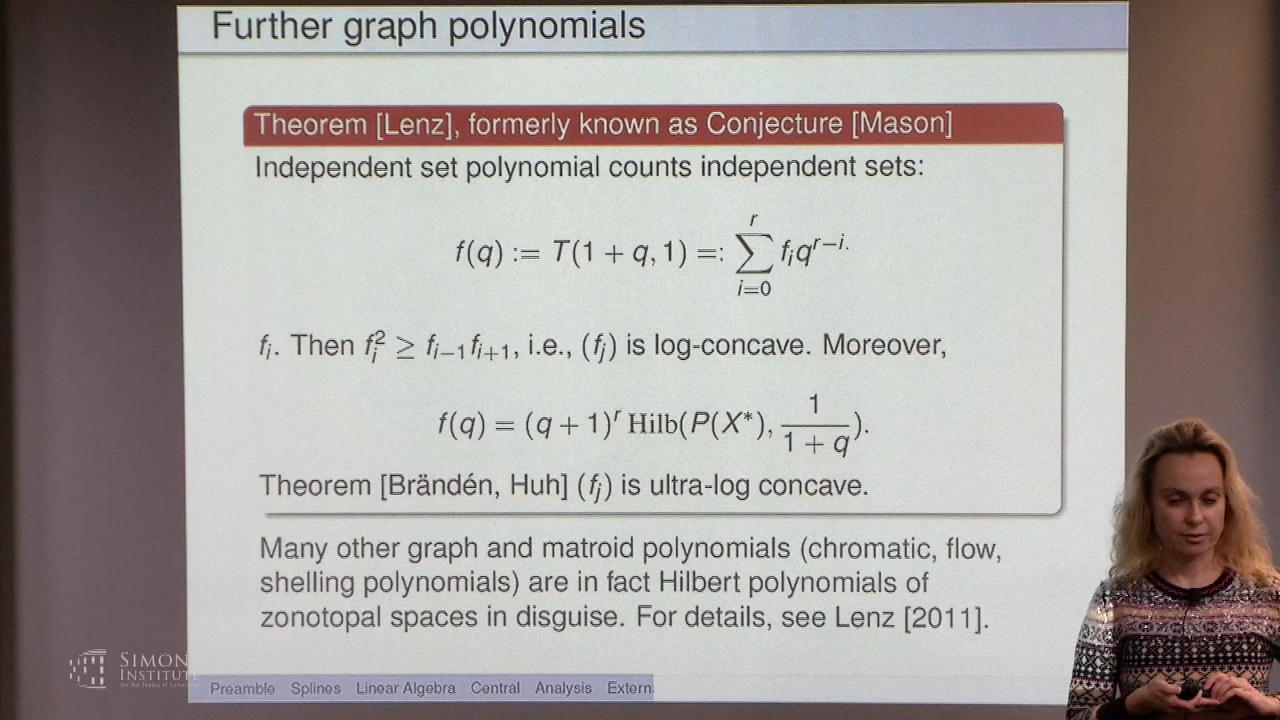 Further graph polynomials
Theorem [Lenz], formerly known as Conjecture [Mason]
Independent set polynomial counts independent sets:
f(q) := T(1 + q, 1) =: ∑_{i=0}^{r} f_i q^{r−i}.
f_i. Then f_i^2 ≥ f_{i−1} f_{i+1}, i.e., (f_j) is log-concave. Moreover,
f(q) = (q + 1)^r Hilb(P(X*), 1/(1 + q)).
Theorem [Brändén, Huh] (f_j) is ultra-log concave.
Many other graph and matroid polynomials (chromatic, flow,
shelling polynomials) are in fact Hilbert polynomials of
zonotopal spaces in disguise. For details, see Lenz [2011].
Preamble Splines Linear Algebra Central Analysis Extern
SIMON
INSTITUTE